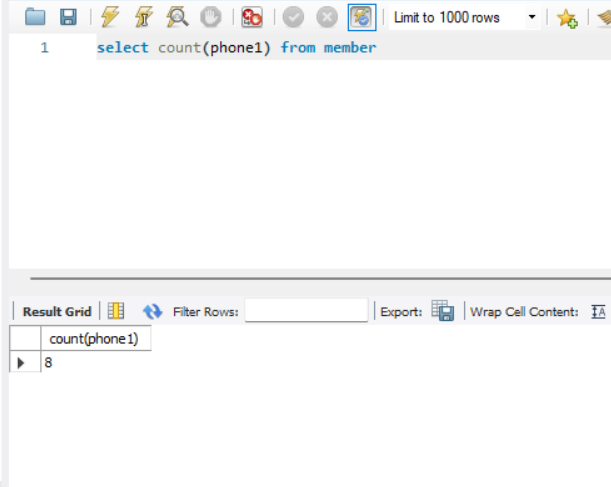 Limit to 1000 rows
1 select count(phone1) from member
Result Grid Filter Rows: Export: Wrap Cell Content: IA
count(phone1)
8